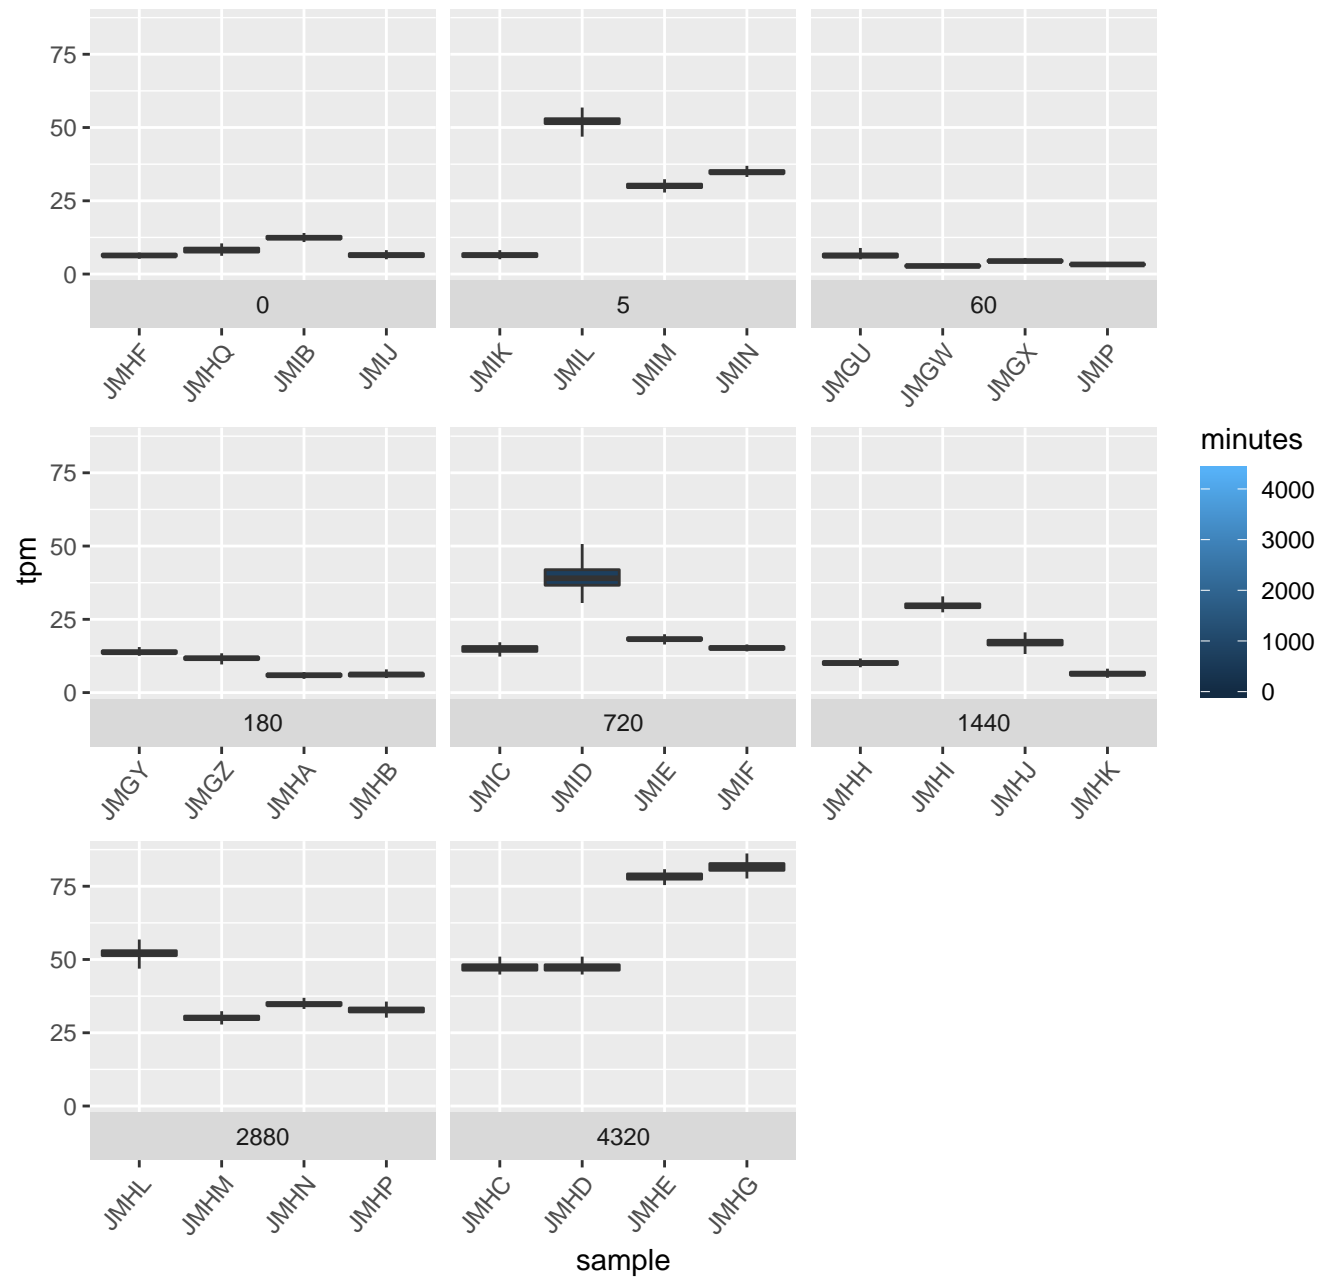 75
50
25
0
0 5 60
JMHF JMHQ JMIB JMIJ JMIK JMIL JMIM JMIN JMGU JMGW JMGX JMIP
tpm
75
50
25
0
180 720 1440
JMGY JMGZ JMHA JMHB JMIC JMID JMIE JMIF JMHH JMHI JMHJ JMHK
minutes
4000
3000
2000
1000
0
75
50
25
0
2880 4320
JMHL JMHM JMHN JMHP JMHC JMHD JMHE JMHG
sample